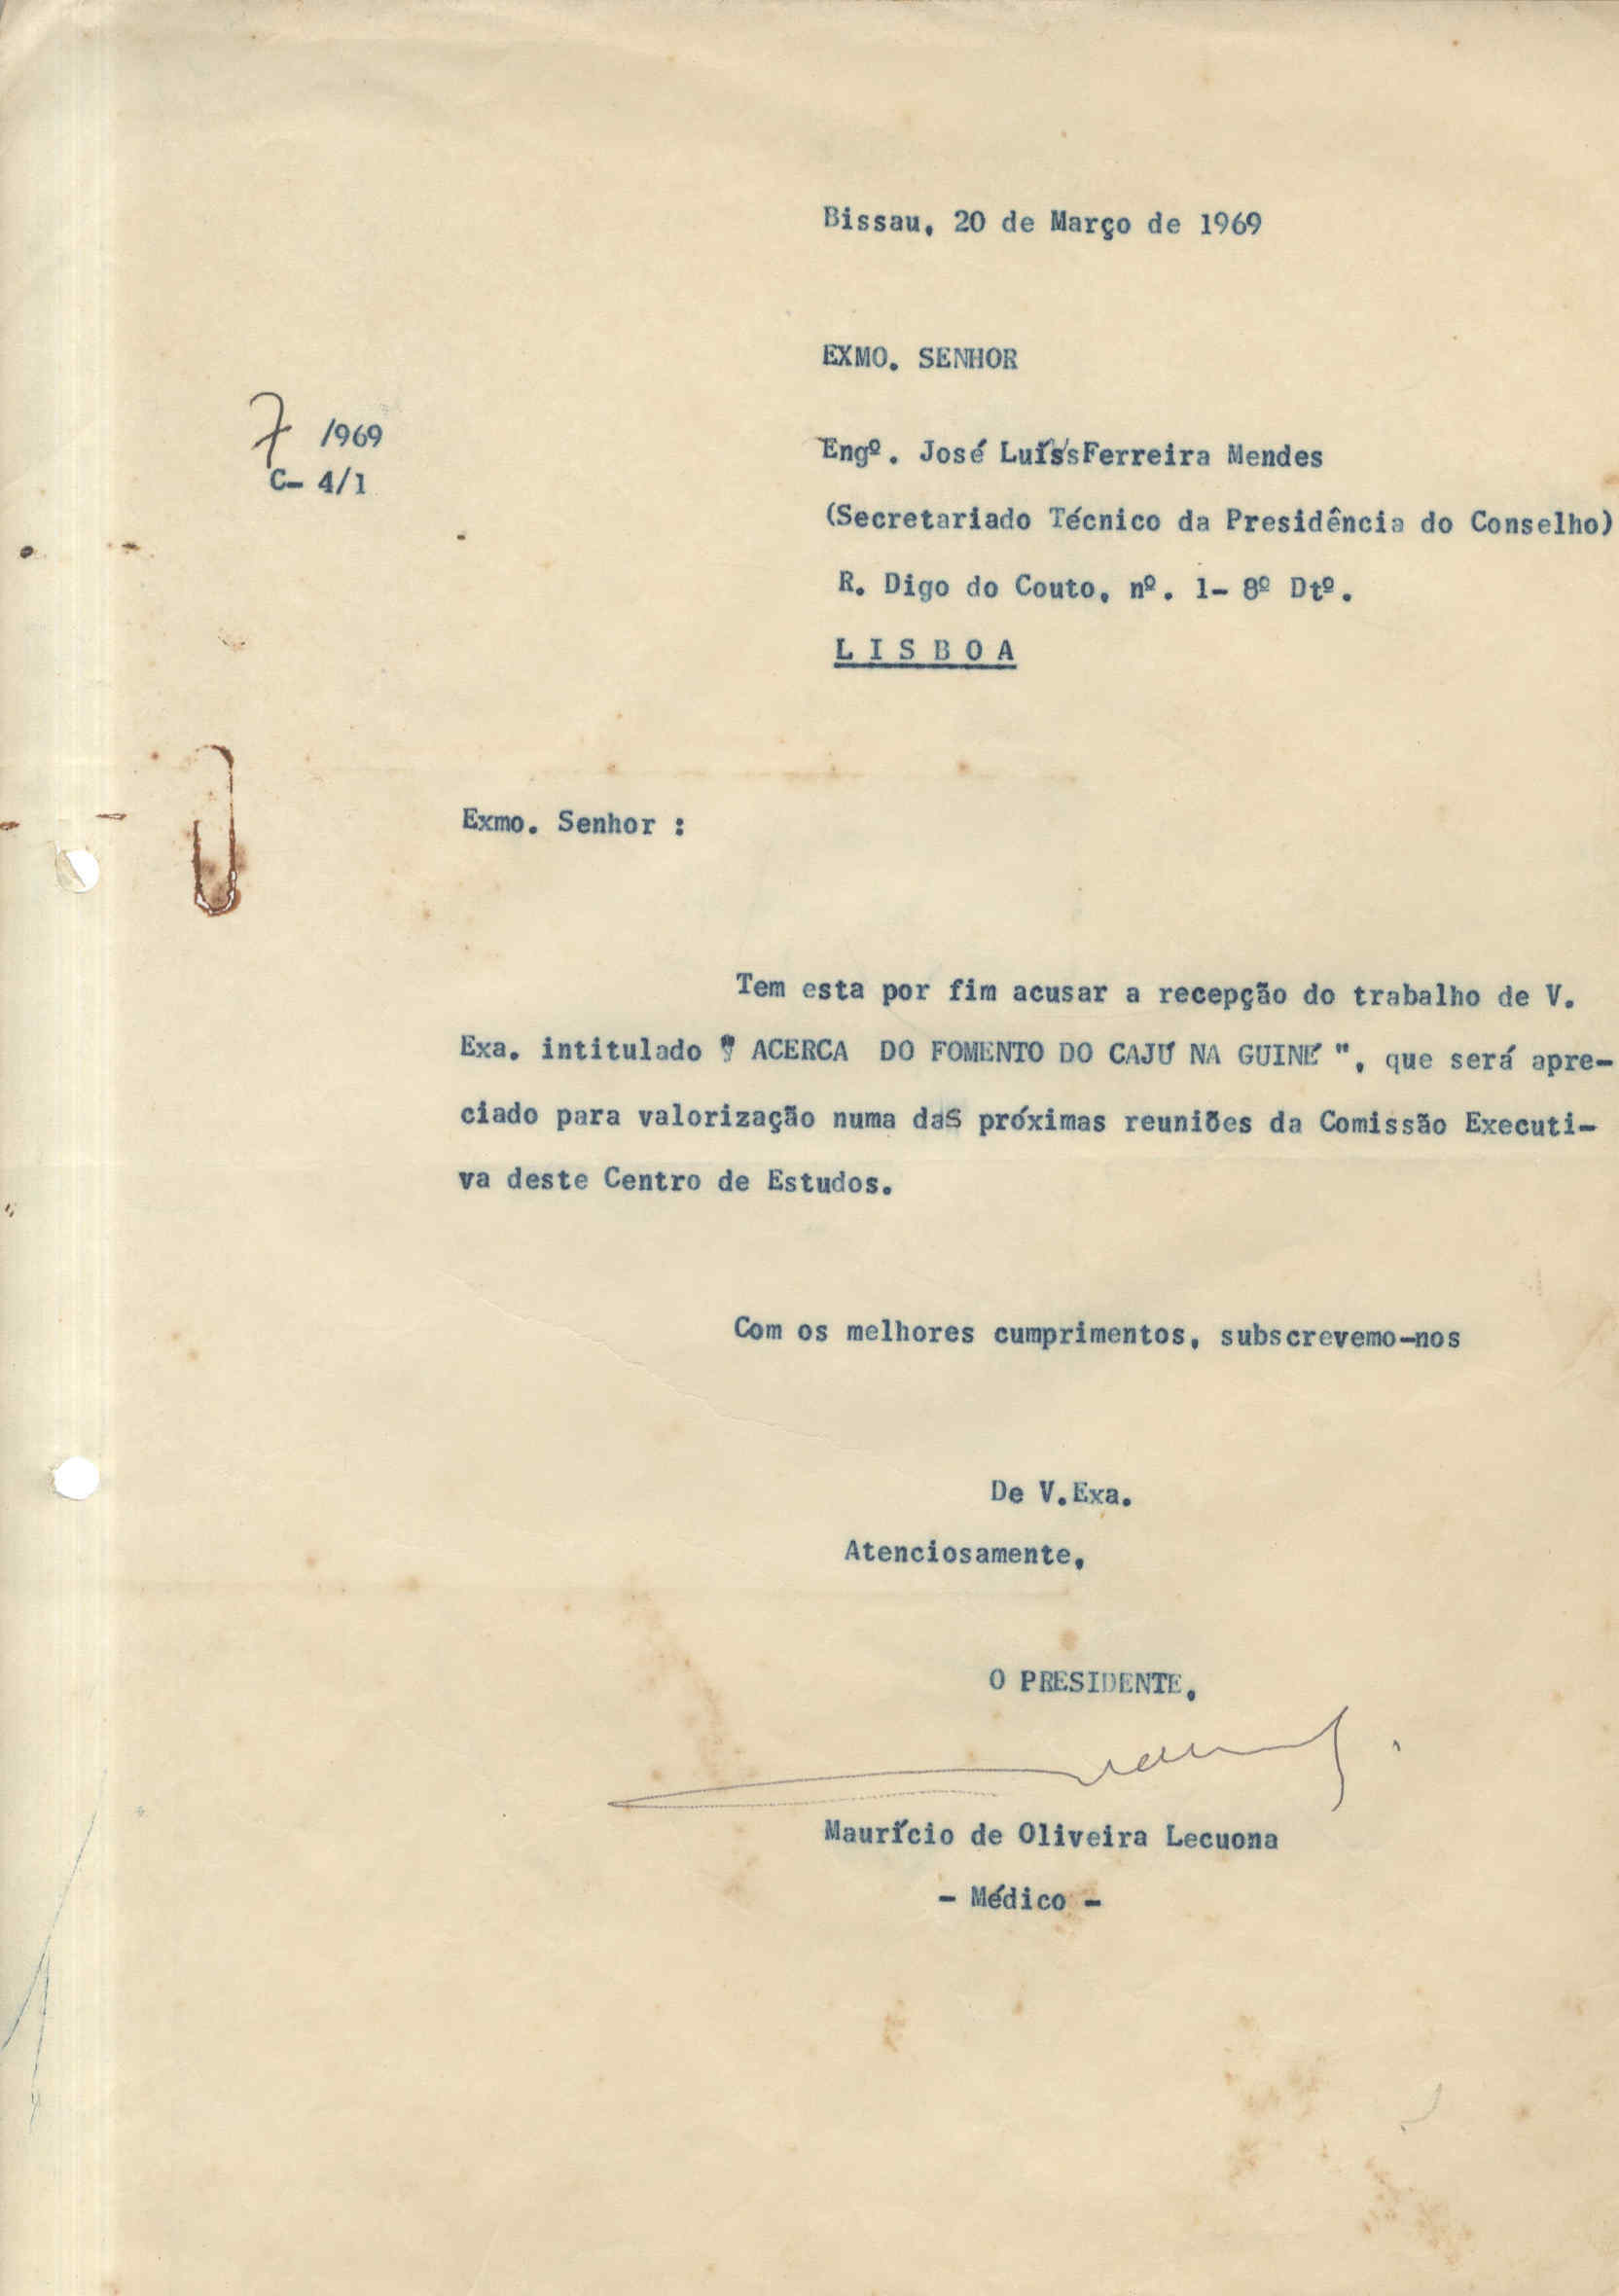 Bissau, 20 de Março de 1969
EXMO. SENHOR
7 /969
C- 4/1
Engº. José Luís Ferreira Mendes
(Secretariado Técnico da Presidência do Conselho)
R. Digo do Couto, nº. 1- 8º Dtº.
L I S B O A
Exmo. Senhor :
Tem esta por fim acusar a recepção do trabalho de V.
Exa. intitulado " ACERCA DO FOMENTO DO CAJÚ NA GUINÉ ", que será apre-
ciado para valorização numa das próximas reuniões da Comissão Executi-
va deste Centro de Estudos.
Com os melhores cumprimentos, subscrevemo-nos
De V.Exa.
Atenciosamente,
O PRESIDENTE,
Maurício de Oliveira Lecuona
- Médico -